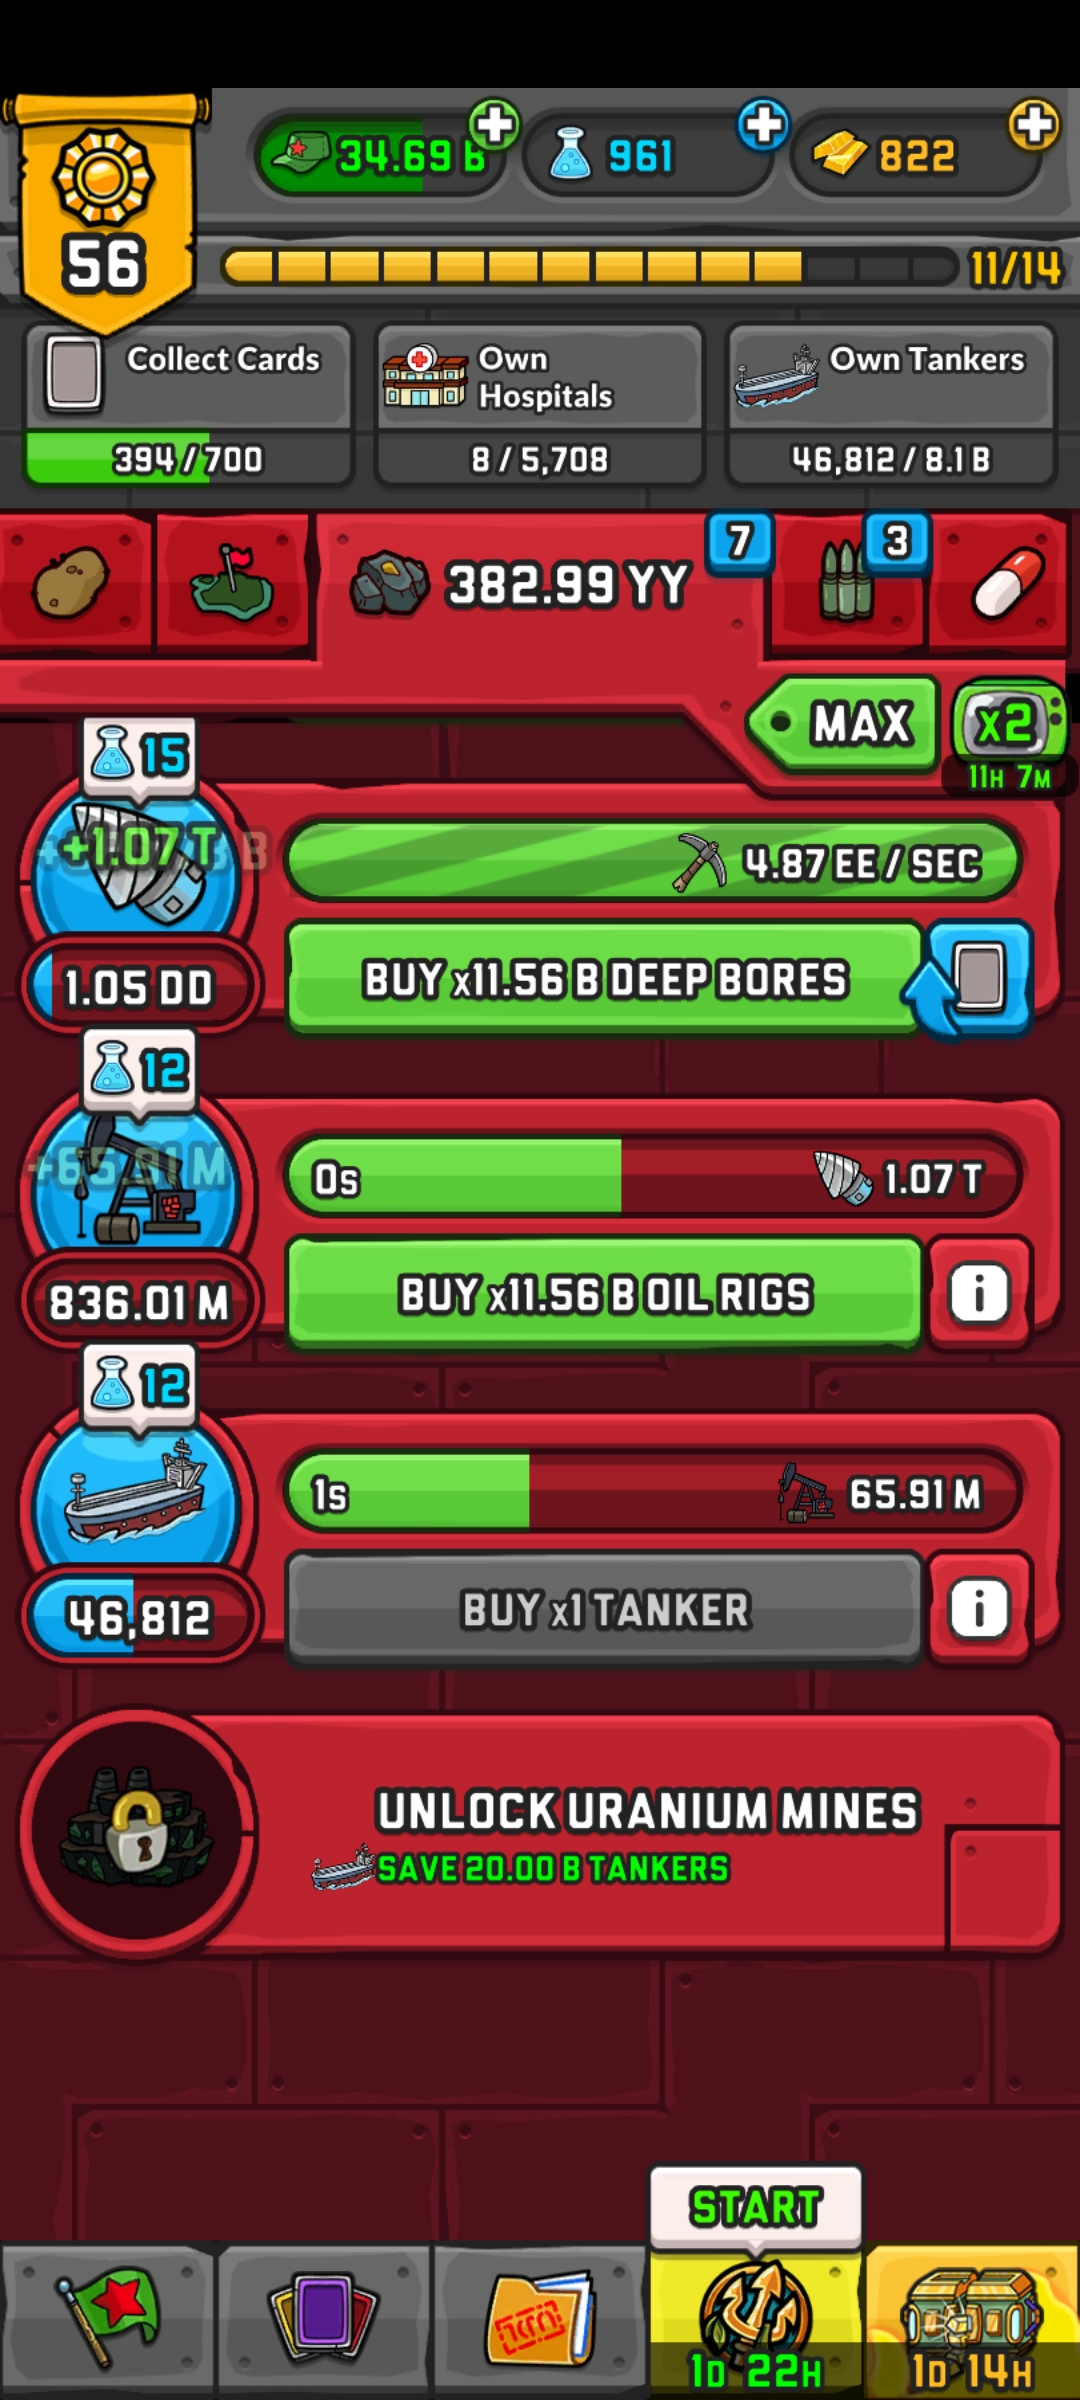 34.69 B
961
822
56
11/14
Collect Cards
394/700
Own
Hospitals
8/5,708
Own Tankers
46,812/8.1 B
382.99 YY
7
3
MAX
x2
11H 7M
15
+1.07 T
4.87 EE/SEC
1.05 DD
BUY x11.56 B DEEP BORES
12
+65.91 M
0s
1.07 T
836.01 M
BUY x11.56 B OIL RIGS
i
12
1s
65.91 M
46,812
BUY x1 TANKER
i
UNLOCK URANIUM MINES
SAVE 20.00 B TANKERS
START
1D 22H
1D 14H